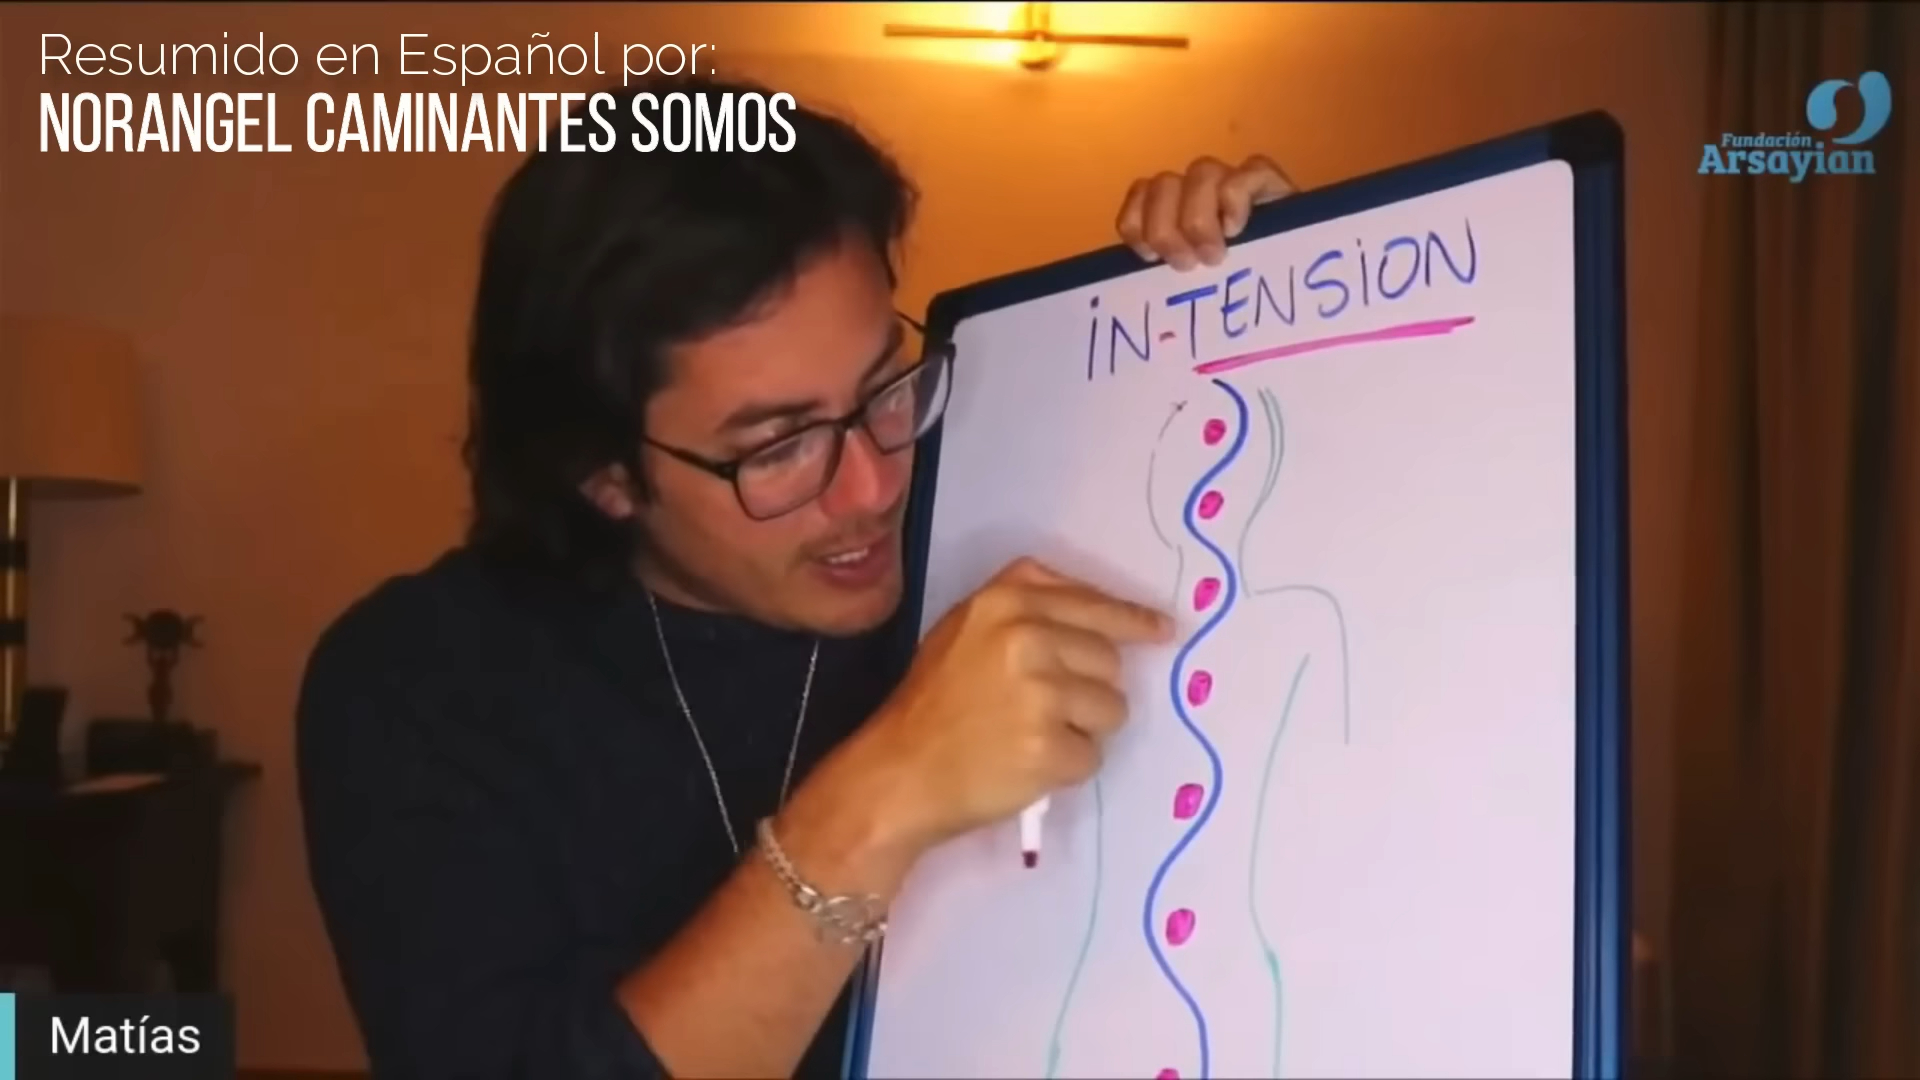 Resumido en Español por:
NORANGEL CAMINANTES SOMOS
Fundación
Arsayian
iN-TENSiON
Matías